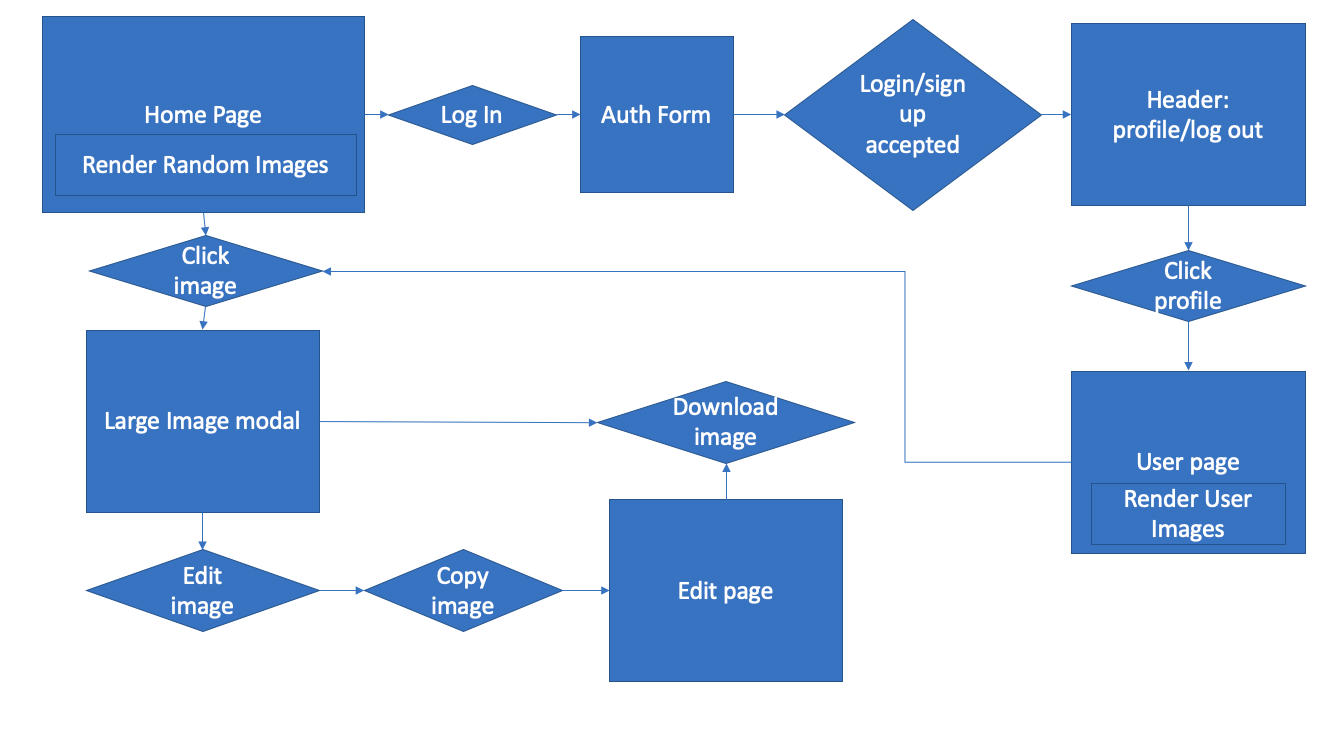 Home Page
Render Random Images
Log In
Auth Form
Login/sign
up
accepted
Header:
profile/log out
Click
image
Click
profile
Large Image modal
Download
image
User page
Render User
Images
Edit
image
Copy
image
Edit page